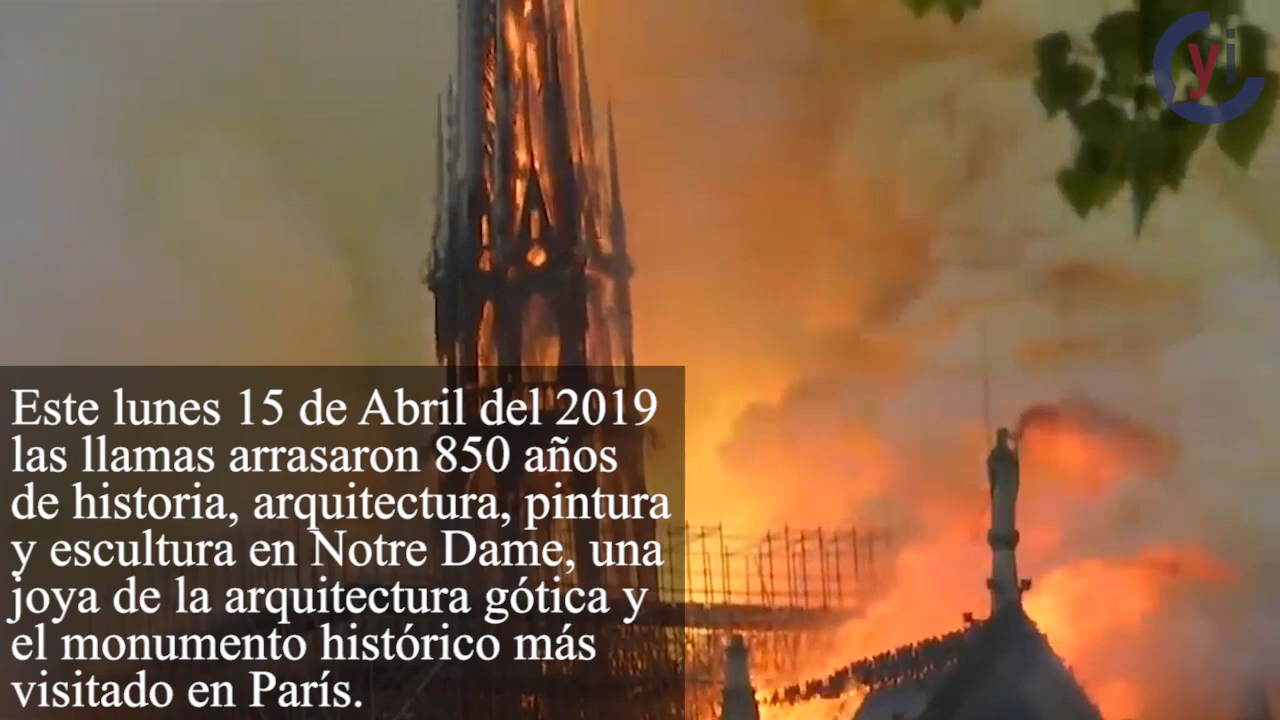 yi
Este lunes 15 de Abril del 2019
las llamas arrasaron 850 años
de historia, arquitectura, pintura
y escultura en Notre Dame, una
joya de la arquitectura gótica y
el monumento histórico más
visitado en París.